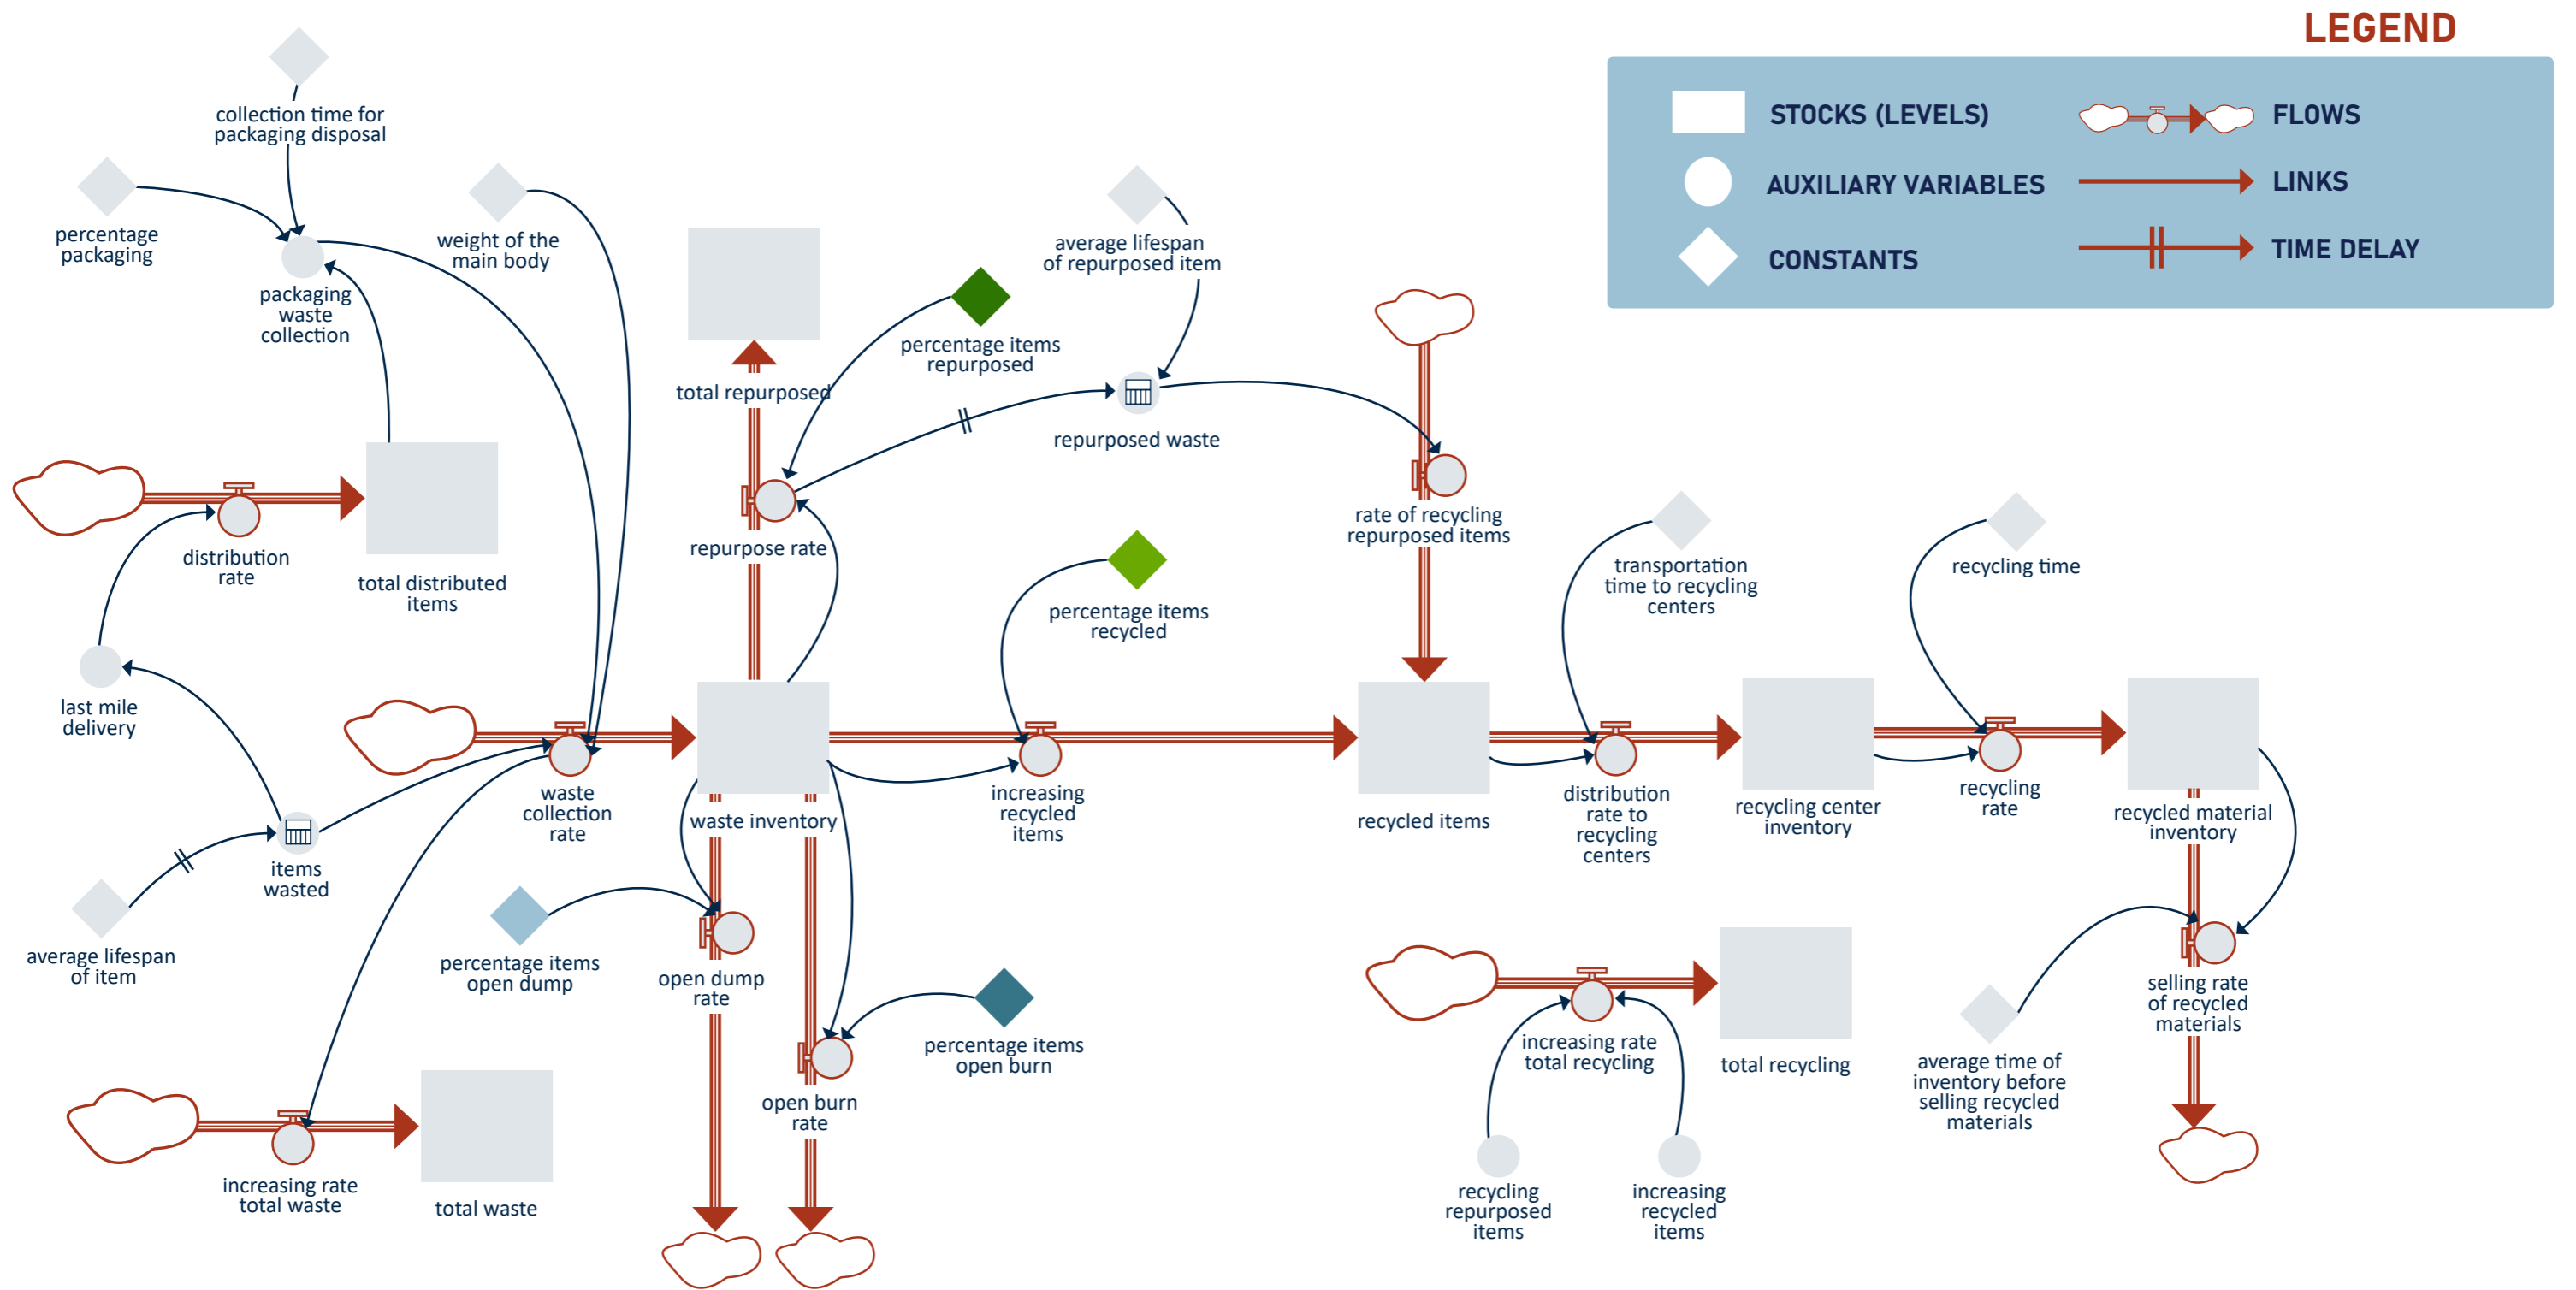 LEGEND
STOCKS (LEVELS)
FLOWS
AUXILIARY VARIABLES
LINKS
CONSTANTS
TIME DELAY
collection time for
packaging disposal
percentage
packaging
weight of the
main body
packaging
waste
collection
average lifespan
of repurposed item
percentage items
repurposed
total repurposed
repurposed waste
rate of recycling
repurposed items
distribution
rate
total distributed
items
repurpose rate
percentage items
recycled
transportation
time to recycling
centers
recycling time
last mile
delivery
waste
collection
rate
waste inventory
increasing
recycled
items
recycled items
distribution
rate to
recycling
centers
recycling center
inventory
recycling
rate
recycled material
inventory
items
wasted
average lifespan
of item
percentage items
open dump
open dump
rate
percentage items
open burn
open burn
rate
increasing rate
total recycling
total recycling
selling rate
of recycled
materials
average time of
inventory before
selling recycled
materials
increasing rate
total waste
total waste
recycling
repurposed
items
increasing
recycled
items